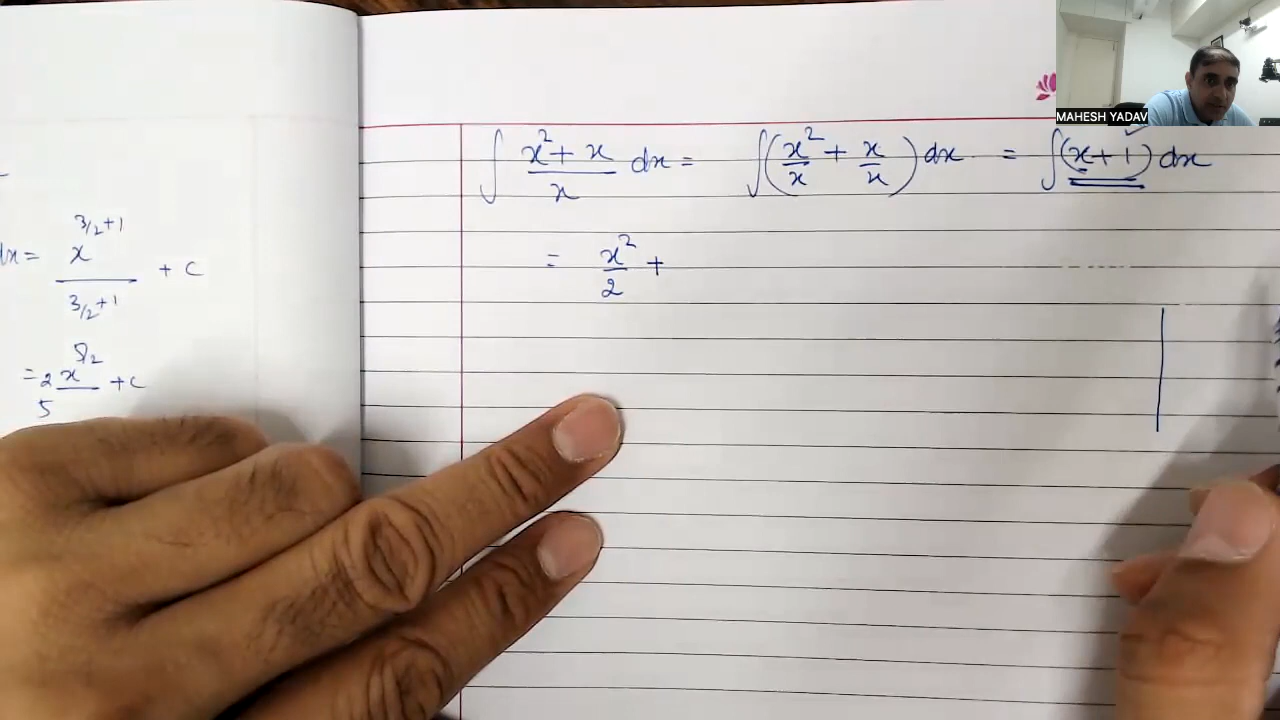 dx = x^{3/2+1} / (3/2+1) + c
= 2x^{5/2} / 5 + c
∫ (x² + x)/x dx = ∫ (x²/x + x/x) dx = ∫ (x + 1) dx
= x²/2 +
MAHESH YADAV